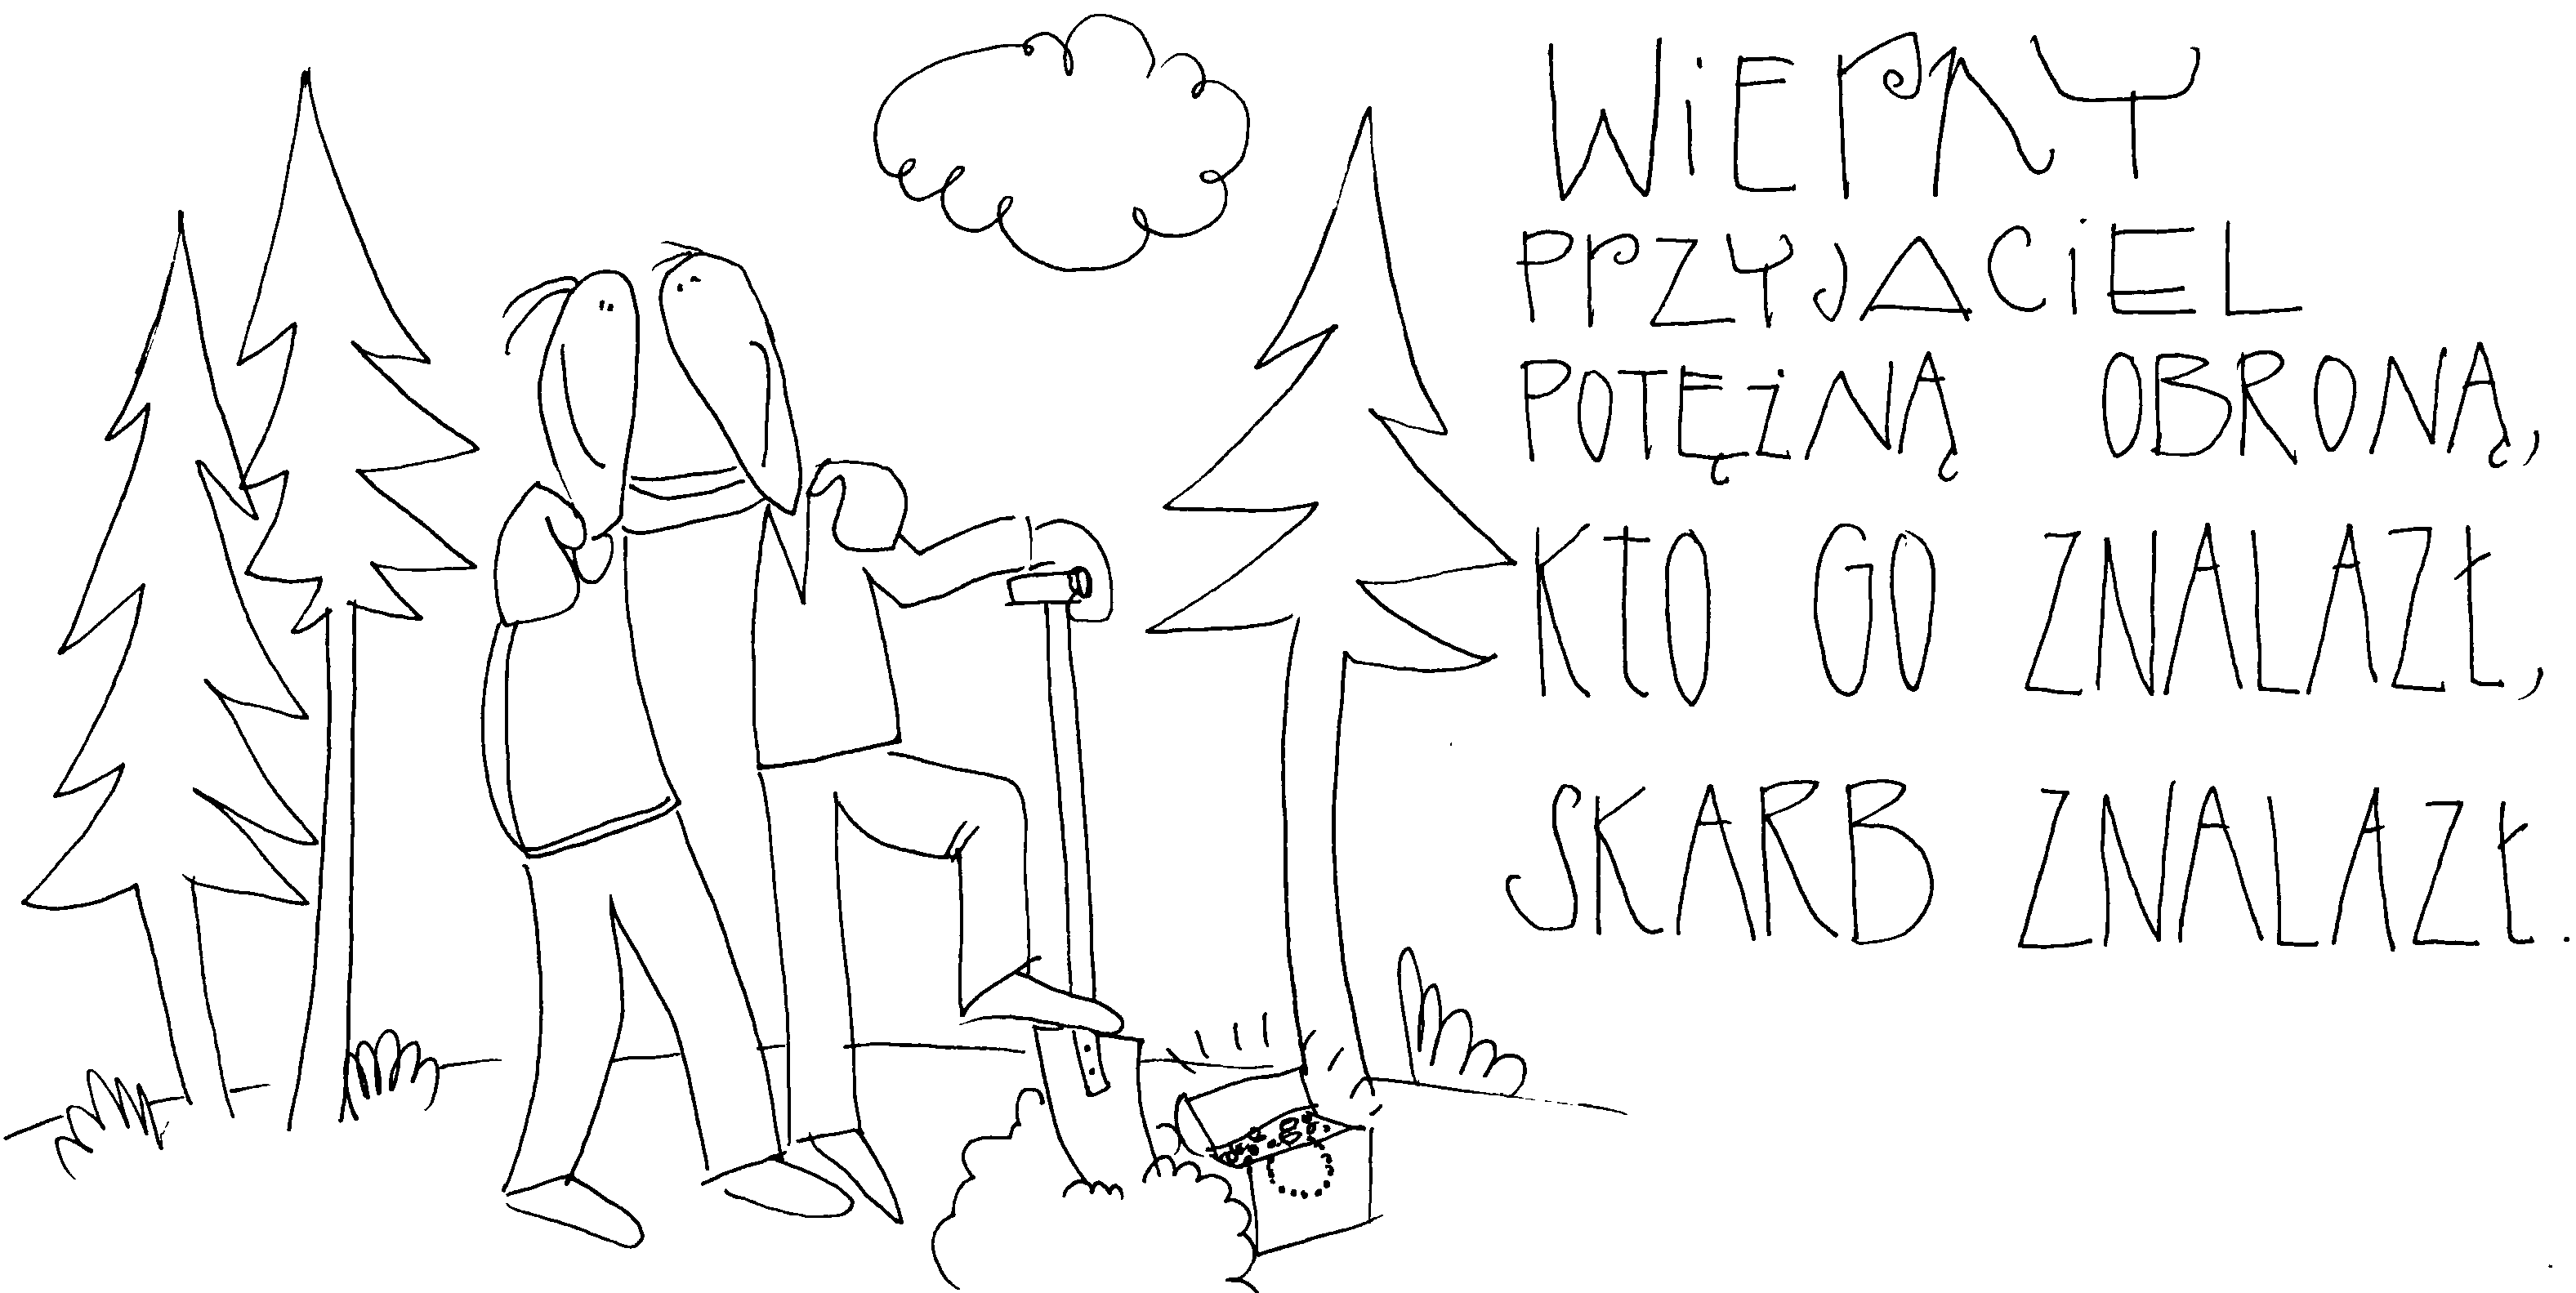 WiERNY
PRZYJACiEL
POTĘŻNĄ OBRONĄ,
KTO GO ZNALAZŁ,
SKARB ZNALAZŁ.